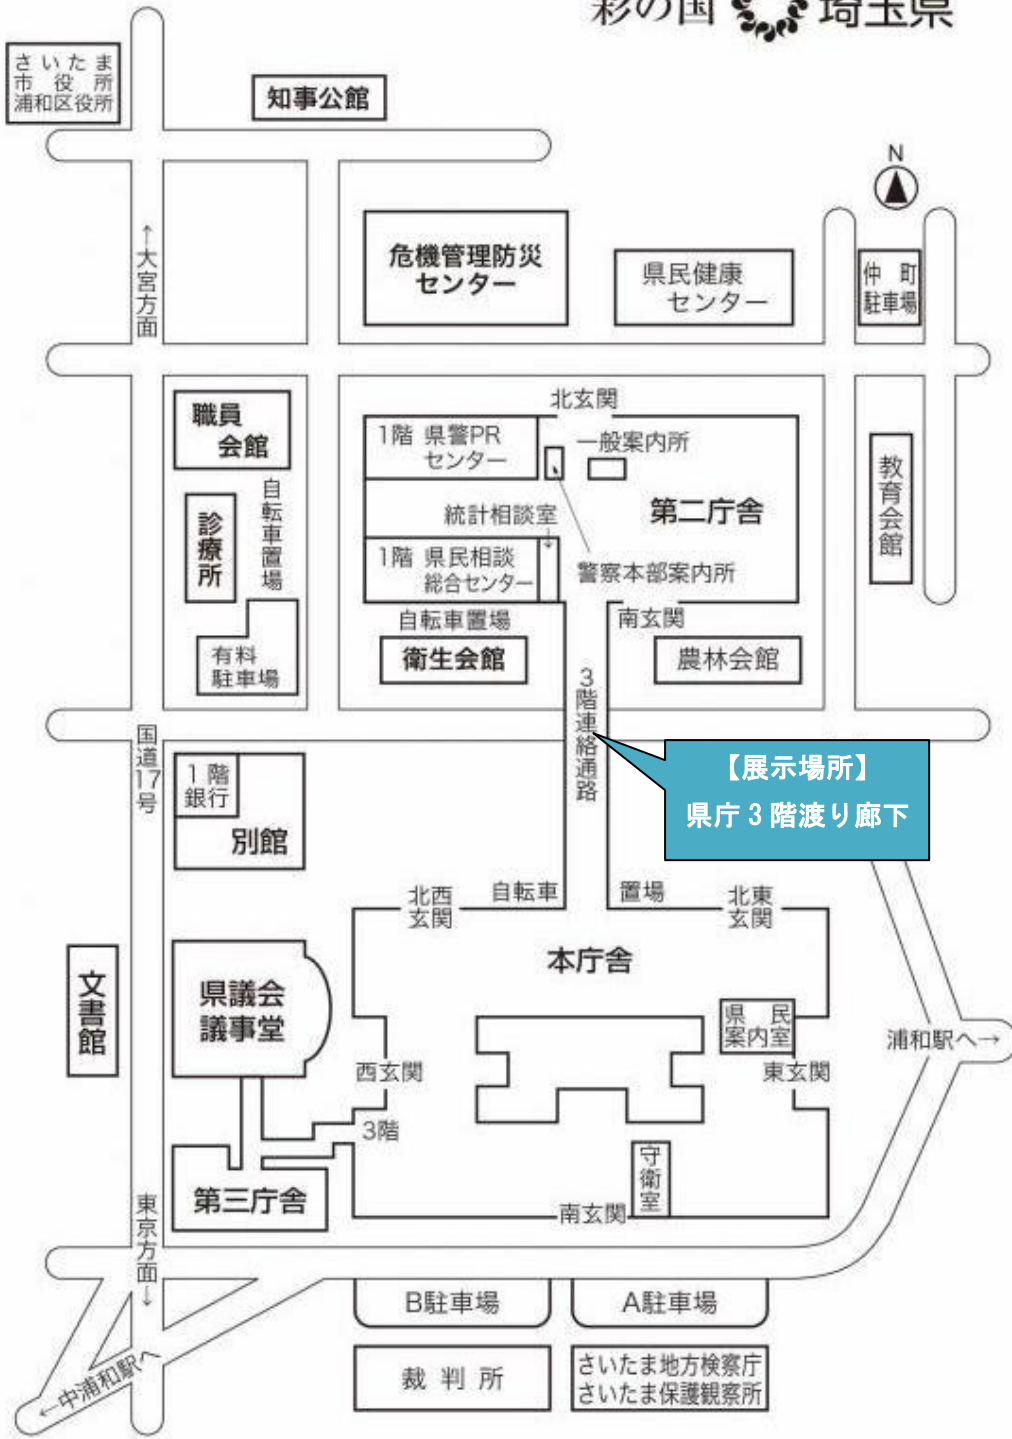 彩の国 埼玉県
さいたま
市役所
浦和区役所
知事公館
N
↑大宮方面
危機管理防災
センター
県民健康
センター
仲町
駐車場
職員
会館
北玄関
1階 県警PR
センター
一般案内所
教育会館
自転車置場
診療所
統計相談室
↓
第二庁舎
1階 県民相談
総合センター
警察本部案内所
自転車置場
南玄関
有料
駐車場
衛生会館
農林会館
3階連絡通路
国道17号
1階
銀行
別館
【展示場所】
県庁3階渡り廊下
北西
玄関
自転車 置場
北東
玄関
文書館
県議会
議事堂
本庁舎
県民
案内室
浦和駅へ→
西玄関
東玄関
3階
守衛室
第三庁舎
南玄関
東京方面→
B駐車場
A駐車場
←中浦和駅へ
裁判所
さいたま地方検察庁
さいたま保護観察所